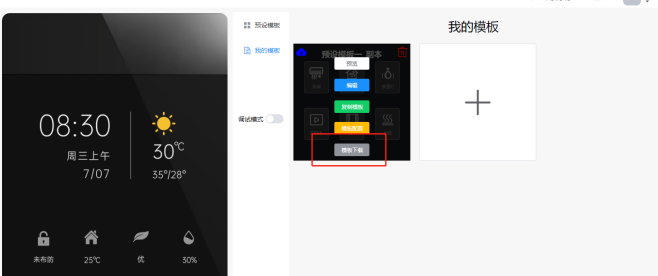 我的模板
预设模板
我的模板
调试模式
预设模板一 副本
预览
编辑
复制模板
模板配置
模板下载
08:30
周三上午
7/07
30℃
35°/28°
未布防
25℃
优
30%